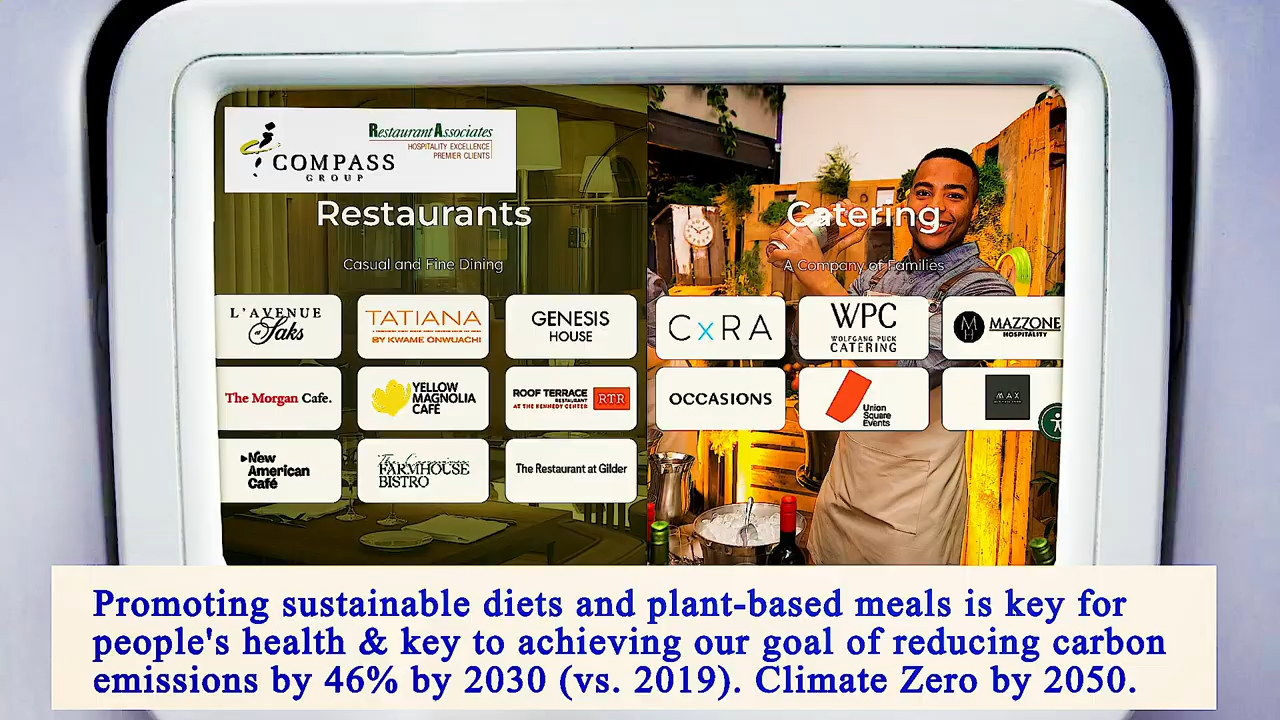 COMPASS
GROUP
Restaurant Associates
HOSPITALITY EXCELLENCE
PREMIER CLIENTS
Restaurants
Casual and Fine Dining
L'AVENUE
Saks
TATIANA
BY KWAME ONWUACHI
GENESIS
HOUSE
The Morgan Cafe.
YELLOW
MAGNOLIA
CAFÉ
ROOF TERRACE
RESTAURANT
AT THE KENNEDY CENTER
RTR
New
American
Café
FARMHOUSE
BISTRO
The Restaurant at Gilder
Catering
A Company of Families
CxRA
WPC
WOLFGANG PUCK
CATERING
MH
MAZZONE
HOSPITALITY
OCCASIONS
Union
Square
Events
MAX
Promoting sustainable diets and plant-based meals is key for
people's health & key to achieving our goal of reducing carbon
emissions by 46% by 2030 (vs. 2019). Climate Zero by 2050.